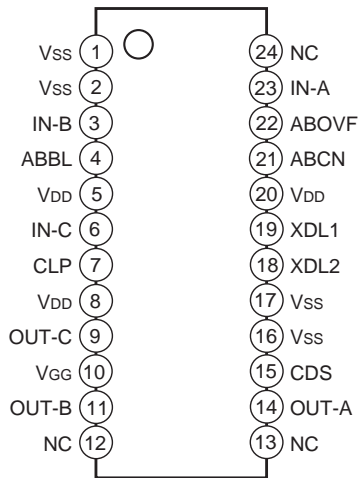 Vss 1 24 NC
Vss 2 23 IN-A
IN-B 3 22 ABOVF
ABBL 4 21 ABCN
VDD 5 20 VDD
IN-C 6 19 XDL1
CLP 7 18 XDL2
VDD 8 17 Vss
OUT-C 9 16 Vss
VGG 10 15 CDS
OUT-B 11 14 OUT-A
NC 12 13 NC